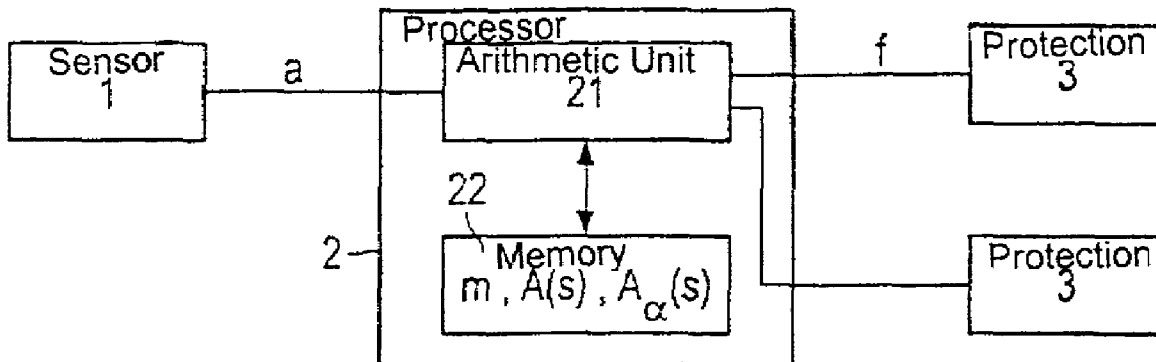 Processor
Sensor
1
a
Arithmetic Unit
21
f
Protection
3
22
2
Memory
m , A(s) , Aα(s)
Protection
3